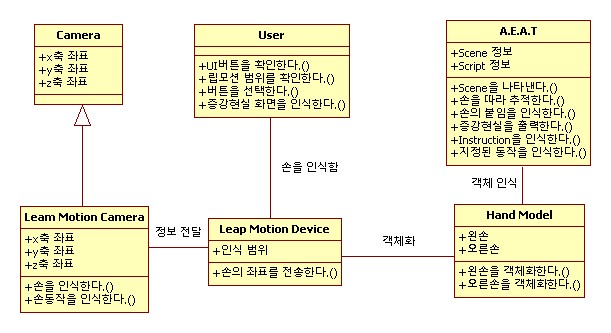 Camera
+x축 좌표
+y축 좌표
+z축 좌표
User
+UI버튼을 확인한다.()
+립모션 범위를 확인한다.()
+버튼을 선택한다.()
+증강현실 화면을 인식한다.()
A.E.A.T
+Scene 정보
+Script 정보
+Scene을 나타낸다.()
+손을 따라 추적한다.()
+손의 붙임을 인식한다.()
+증강현실을 출력한다.()
+Instruction을 인식한다.()
+지정된 동작을 인식한다.()
손을 인식함
객체 인식
Leam Motion Camera
+x축 좌표
+y축 좌표
+z축 좌표
+손을 인식한다.()
+손동작을 인식한다.()
정보 전달
Leap Motion Device
+인식 범위
+손의 좌표를 전송한다.()
객체화
Hand Model
+왼손
+오른손
+왼손을 객체화한다.()
+오른손을 객체화한다.()